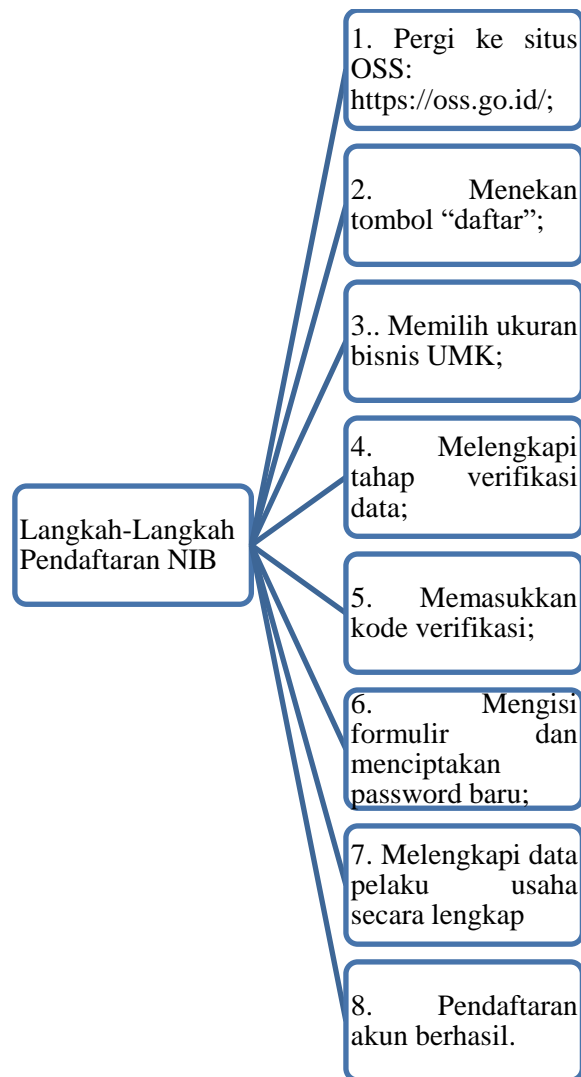 1. Pergi ke situs
OSS:
https://oss.go.id/;
2. Menekan
tombol “daftar”;
3.. Memilih ukuran
bisnis UMK;
4. Melengkapi
tahap verifikasi
data;
Langkah-Langkah
Pendaftaran NIB
5. Memasukkan
kode verifikasi;
6. Mengisi
formulir dan
menciptakan
password baru;
7. Melengkapi data
pelaku usaha
secara lengkap
8. Pendaftaran
akun berhasil.